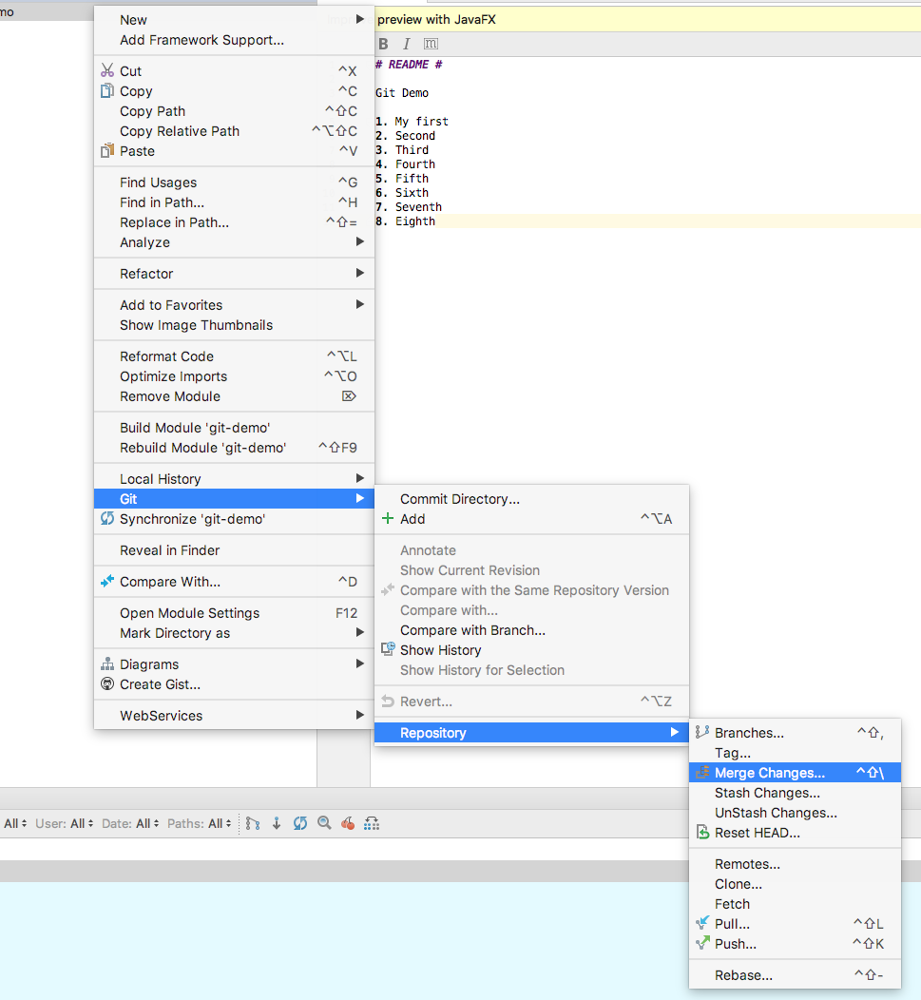 mo
preview with JavaFX
B I m
# README #
Git Demo
1. My first
2. Second
3. Third
4. Fourth
5. Fifth
6. Sixth
7. Seventh
8. Eighth
New
Add Framework Support...
Cut ^X
Copy ^C
Copy Path ^⇧C
Copy Relative Path ^⌥⇧C
Paste ^V
Find Usages ^G
Find in Path... ^H
Replace in Path... ^⇧=
Analyze
Refactor
Add to Favorites
Show Image Thumbnails
Reformat Code ^⌥L
Optimize Imports ^⌥O
Remove Module ⌦
Build Module 'git-demo'
Rebuild Module 'git-demo' ^⇧F9
Local History
Git
Synchronize 'git-demo'
Reveal in Finder
Compare With... ^D
Open Module Settings F12
Mark Directory as
Diagrams
Create Gist...
WebServices
Commit Directory...
Add ^⌥A
Annotate
Show Current Revision
Compare with the Same Repository Version
Compare with...
Compare with Branch...
Show History
Show History for Selection
Revert... ^⌥Z
Repository
Branches... ^⇧,
Tag...
Merge Changes... ^⇧\
Stash Changes...
UnStash Changes...
Reset HEAD...
Remotes...
Clone...
Fetch
Pull... ^⇧L
Push... ^⇧K
Rebase... ^⇧-
All User: All Date: All Paths: All